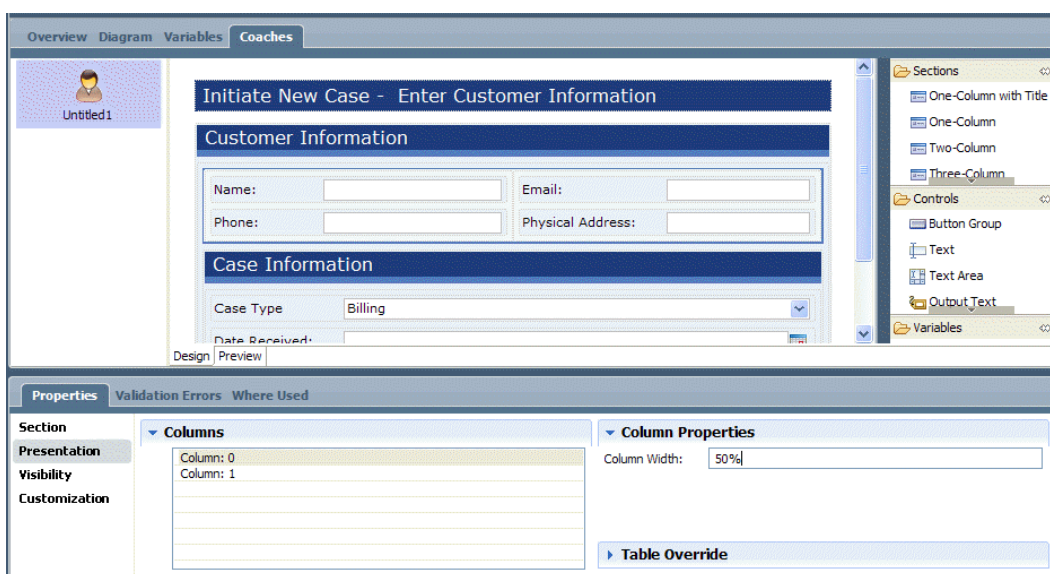 Overview Diagram Variables Coaches
Untitled1
Initiate New Case - Enter Customer Information
Customer Information
Name:
Email:
Phone:
Physical Address:
Case Information
Case Type
Billing
Date Received:
Design Preview
Sections
One-Column with Title
One-Column
Two-Column
Three-Column
Controls
Button Group
Text
Text Area
Output Text
Variables
Properties Validation Errors Where Used
Section
Presentation
Visibility
Customization
Columns
Column: 0
Column: 1
Column Properties
Column Width:
50%
Table Override